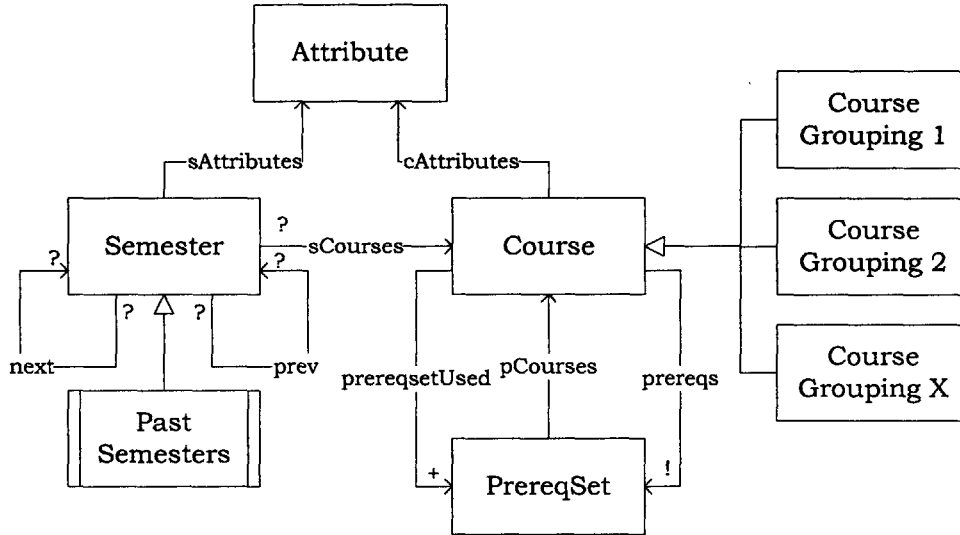 Attribute
Course
Grouping 1
sAttributes
cAttributes
?
Semester
sCourses
Course
Course
Grouping 2
?
?
?
?
next
prev
prereqsetUsed
pCourses
prereqs
Course
Grouping X
Past
Semesters
+
PrereqSet
!